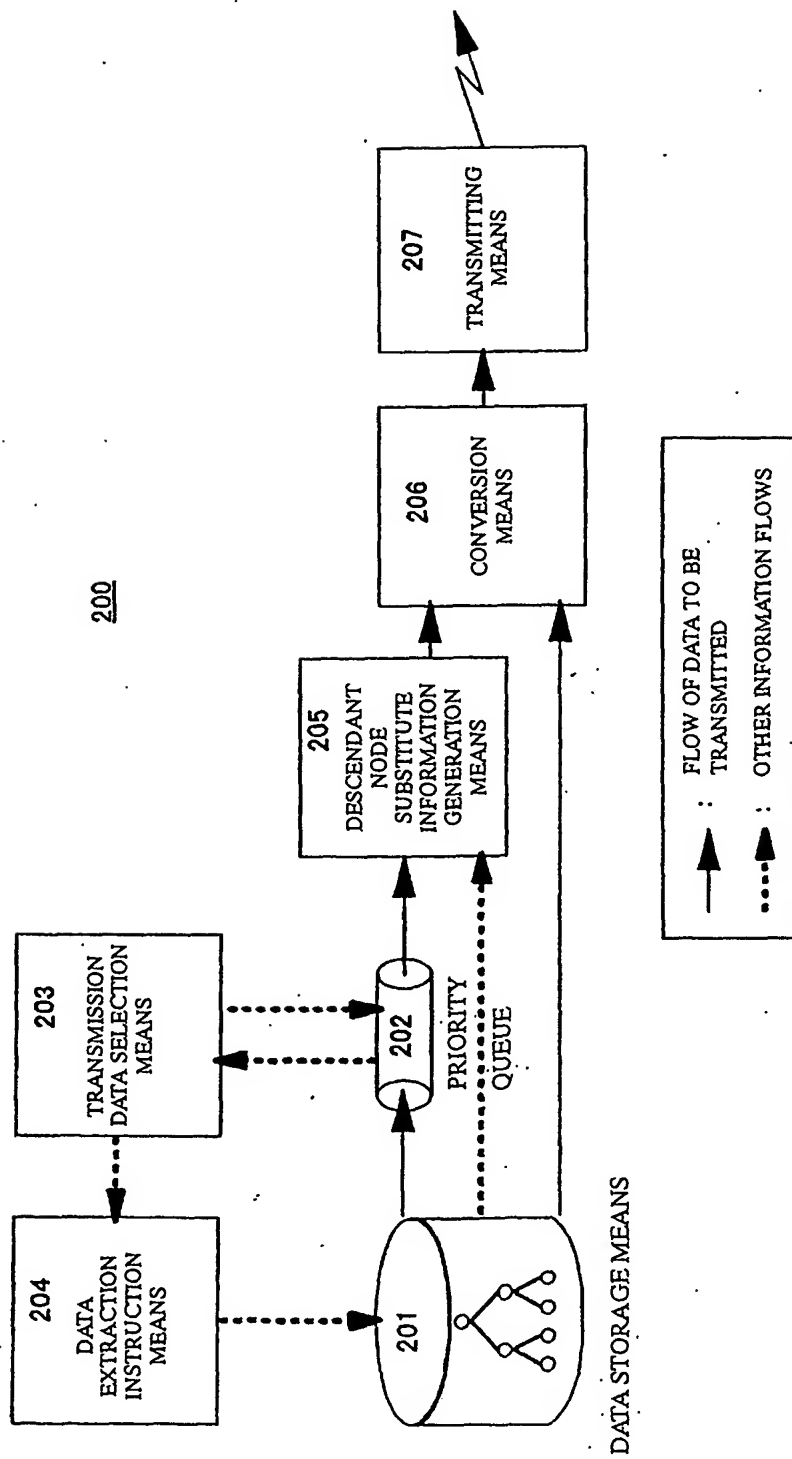 200
204
DATA
EXTRACTION
INSTRUCTION
MEANS
203
TRANSMISSION
DATA SELECTION
MEANS
201
DATA STORAGE MEANS
202
PRIORITY
QUEUE
205
DESCENDANT
NODE
SUBSTITUTE
INFORMATION
GENERATION
MEANS
206
CONVERSION
MEANS
207
TRANSMITTING
MEANS
: FLOW OF DATA TO BE
TRANSMITTED
: OTHER INFORMATION FLOWS